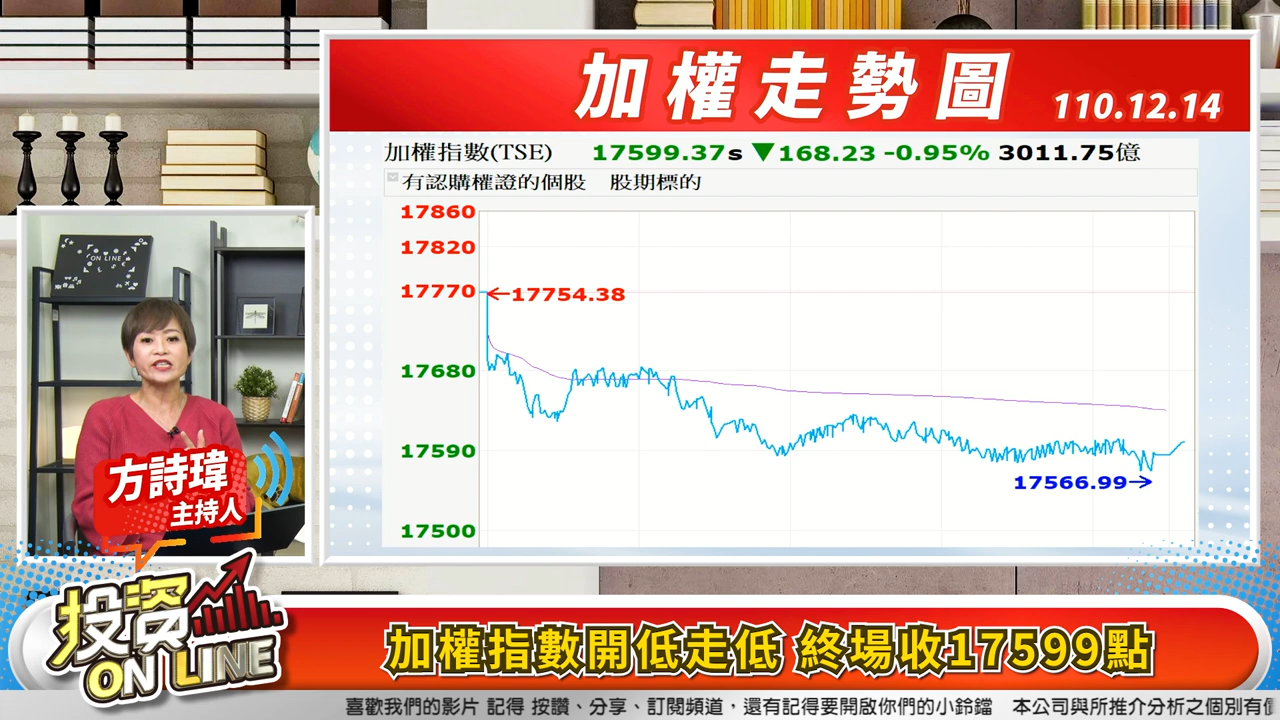 加權走勢圖 110.12.14
加權指數(TSE) 17599.37s ▼168.23 -0.95% 3011.75億
有認購權證的個股 股期標的
17860
17820
17770
←17754.38
17680
17590
17566.99→
17500
ON LINE
方詩瑋
主持人
投資
ON LINE
加權指數開低走低 終場收17599點
喜歡我們的影片 記得 按讚、分享、訂閱頻道，還有記得要開啟你們的小鈴鐺 本公司與所推介分析之個別有